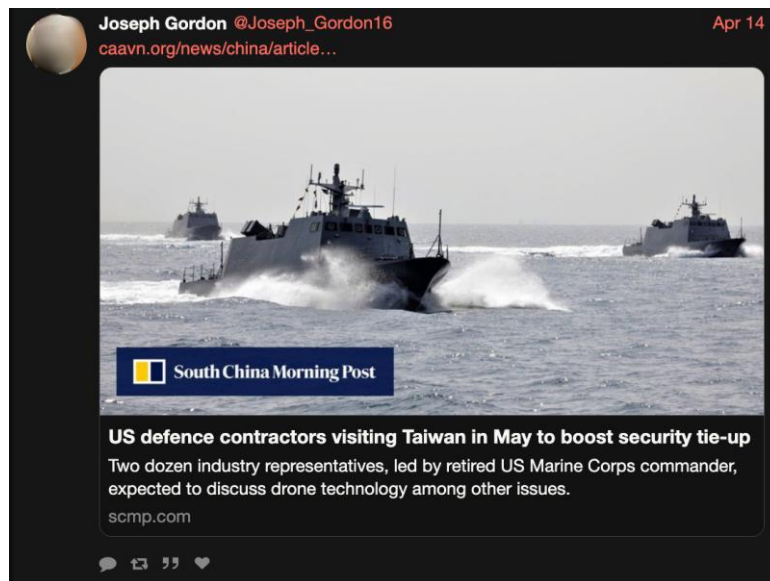 Joseph Gordon @Joseph_Gordon16 Apr 14
caavn.org/news/china/article…
South China Morning Post
US defence contractors visiting Taiwan in May to boost security tie-up
Two dozen industry representatives, led by retired US Marine Corps commander,
expected to discuss drone technology among other issues.
scmp.com